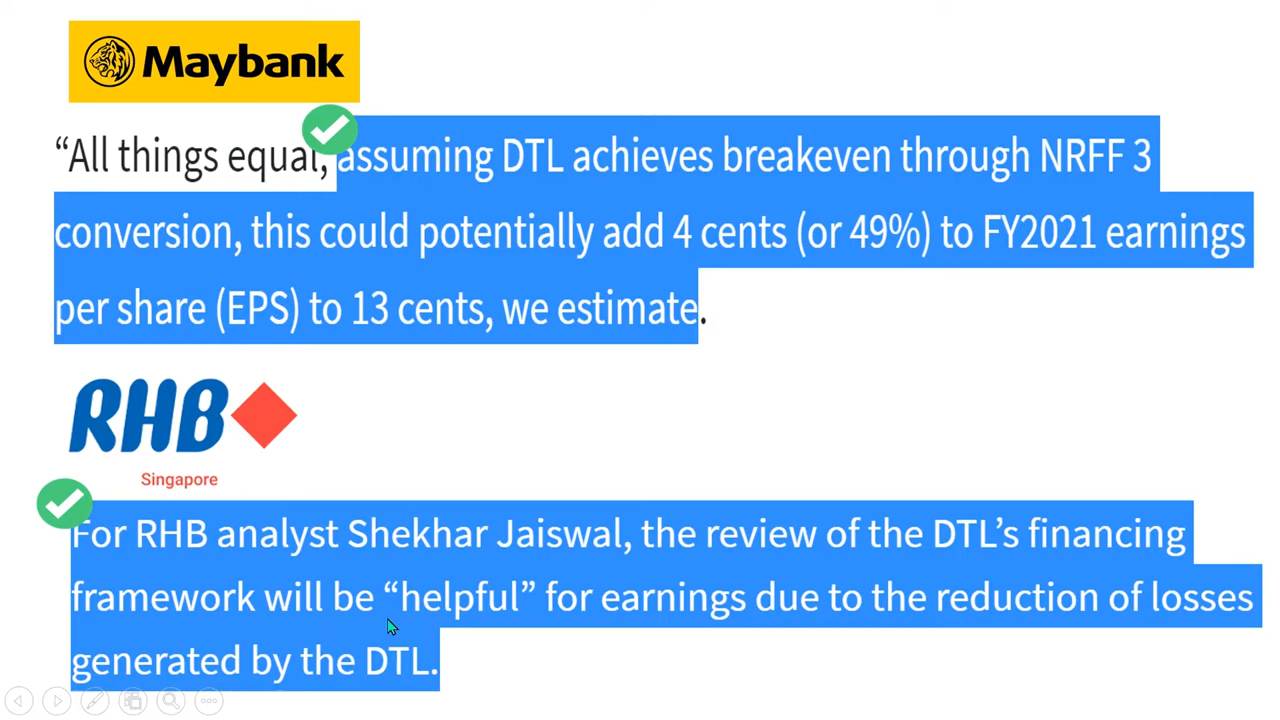 Maybank
“All things equal, assuming DTL achieves breakeven through NRFF 3
conversion, this could potentially add 4 cents (or 49%) to FY2021 earnings
per share (EPS) to 13 cents, we estimate.
RHB
Singapore
For RHB analyst Shekhar Jaiswal, the review of the DTL’s financing
framework will be “helpful” for earnings due to the reduction of losses
generated by the DTL.